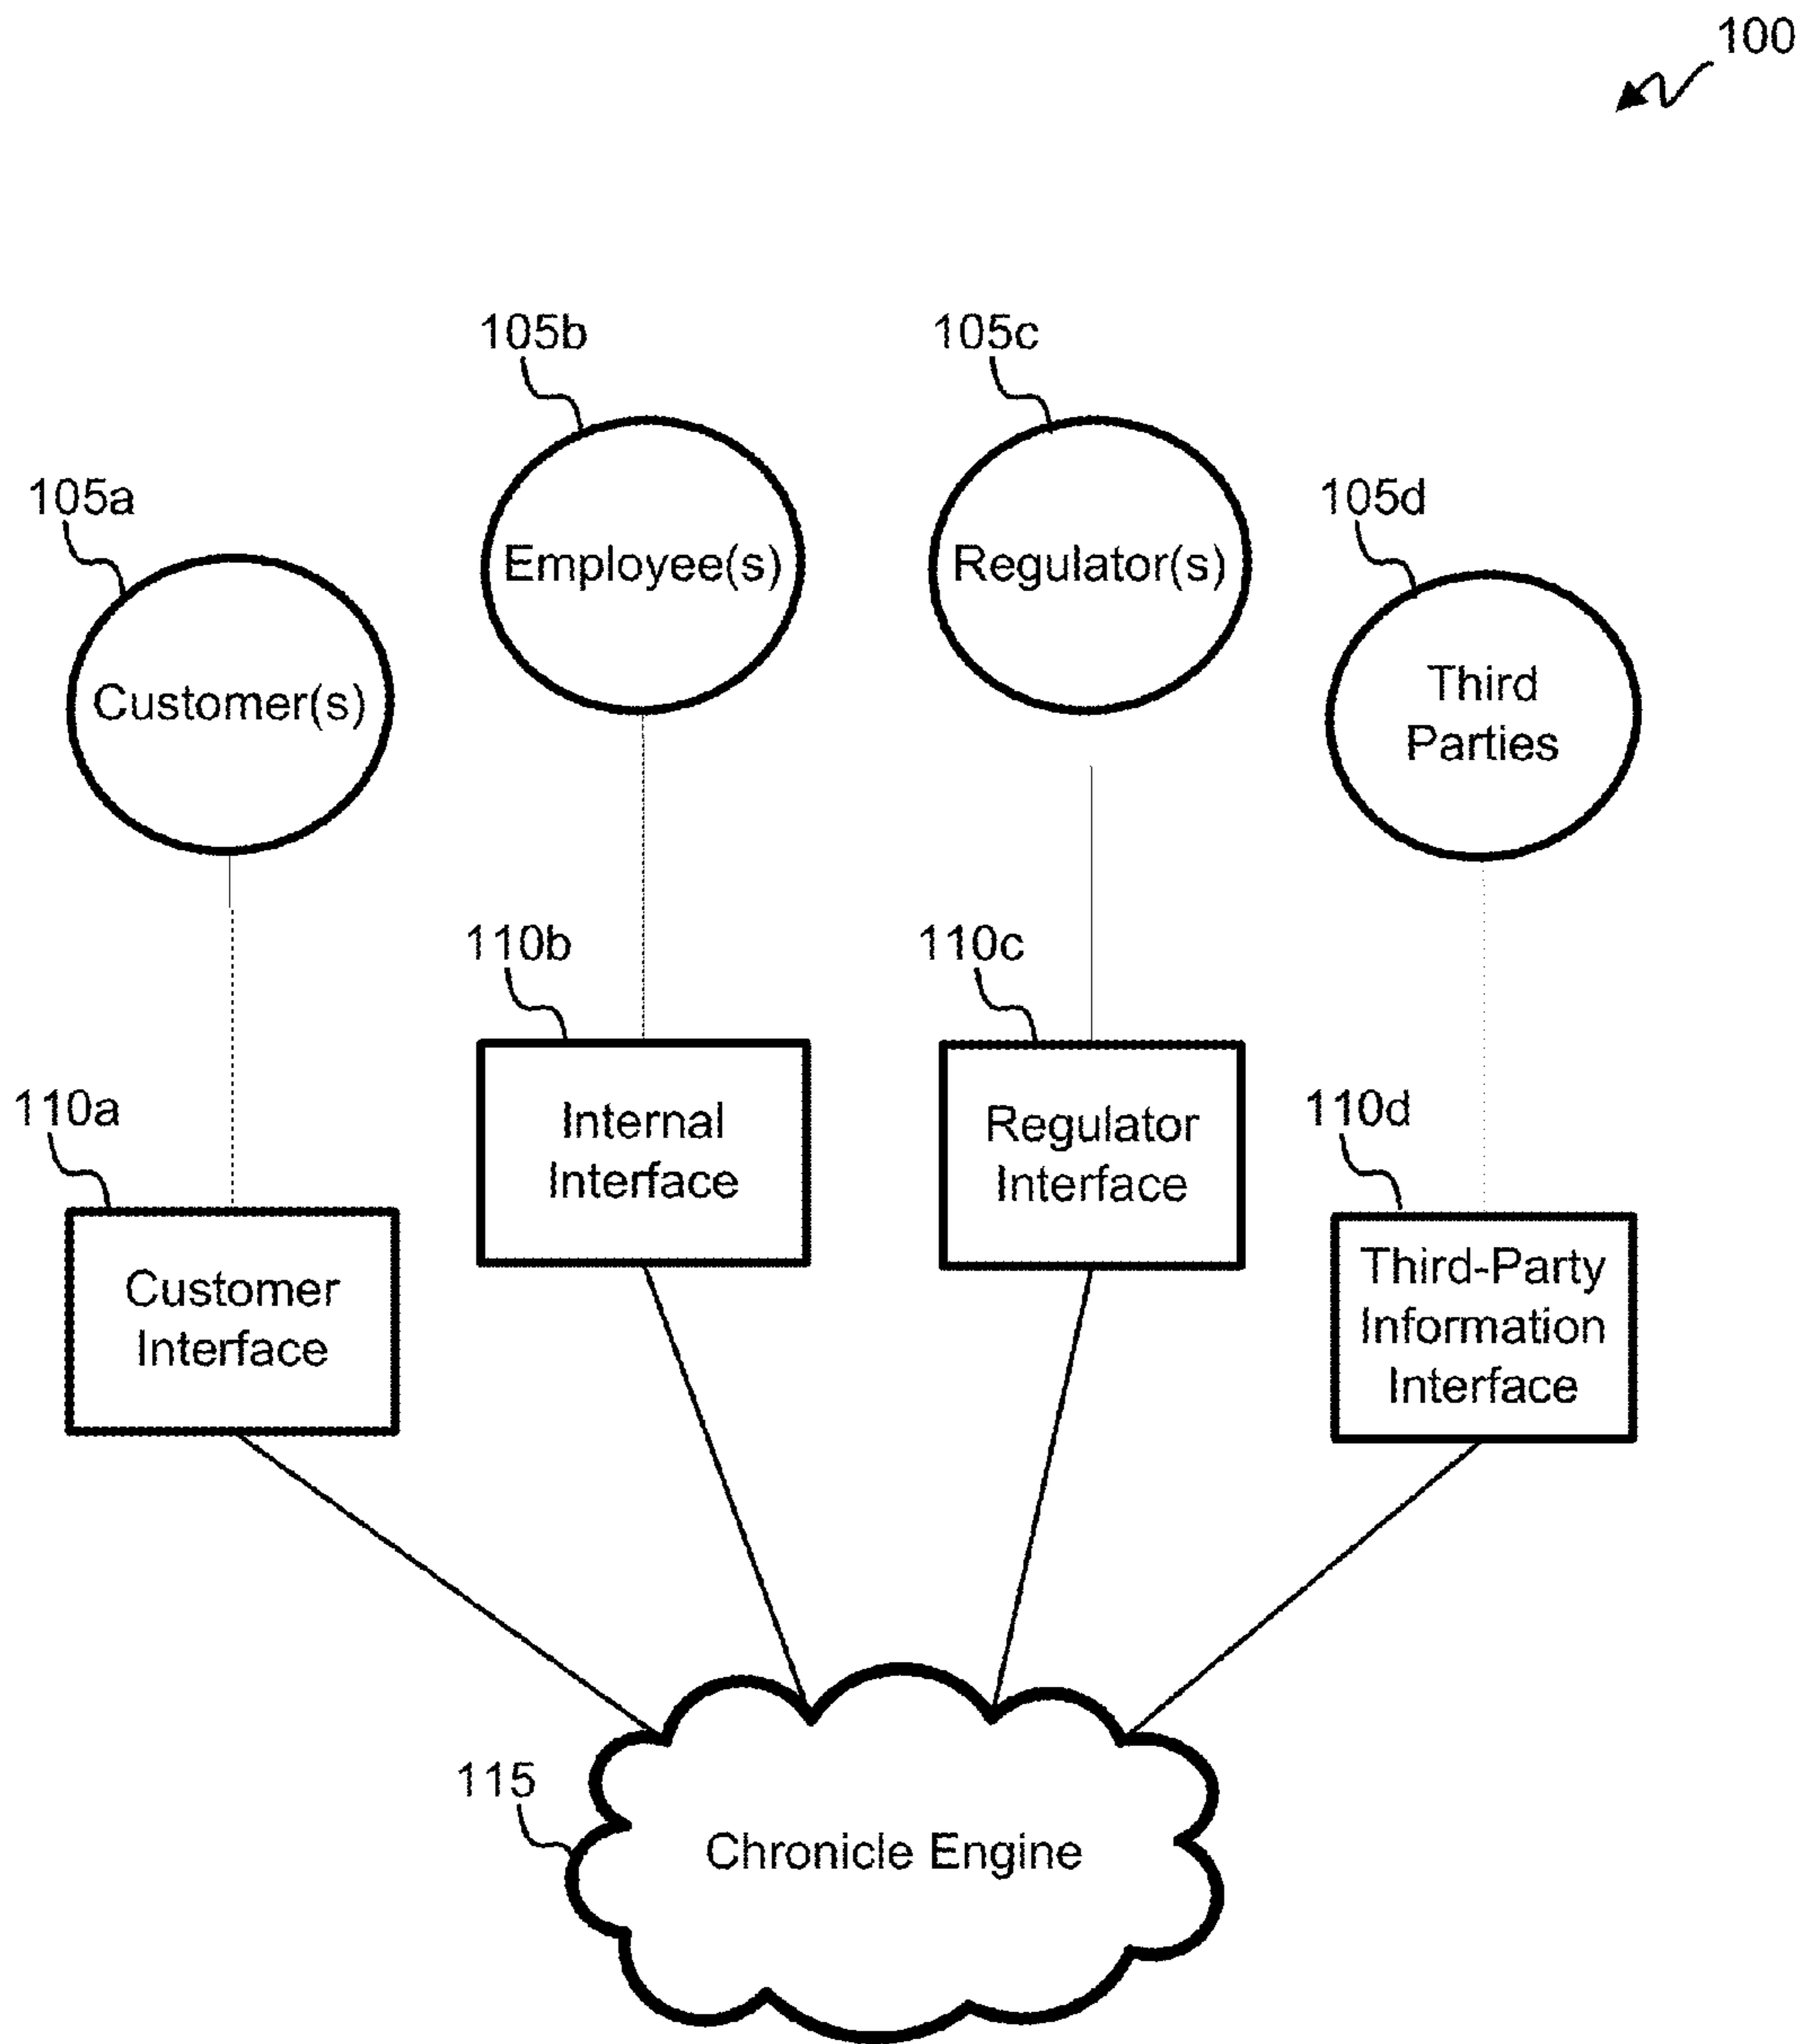 100
105b
105c
105a
105d
Employee(s)
Regulator(s)
Customer(s)
Third
Parties
110b
110c
110a
110d
Internal
Interface
Regulator
Interface
Customer
Interface
Third-Party
Information
Interface
115
Chronicle Engine